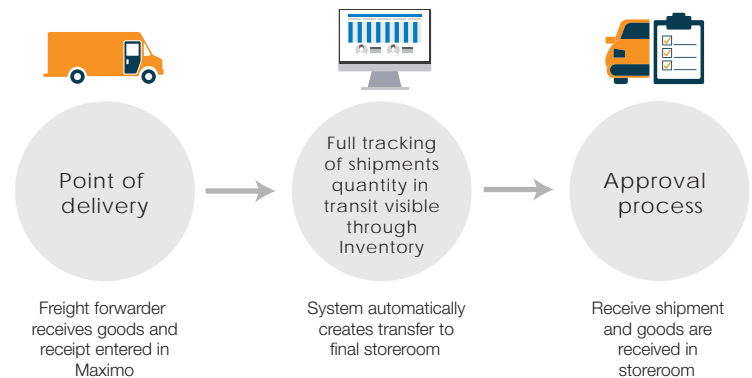 Point of
delivery
Full tracking
of shipments
quantity in
transit visible
through
Inventory
Approval
process
Freight forwarder
receives goods and
receipt entered in
Maximo
System automatically
creates transfer to
final storeroom
Receive shipment
and goods are
received in
storeroom